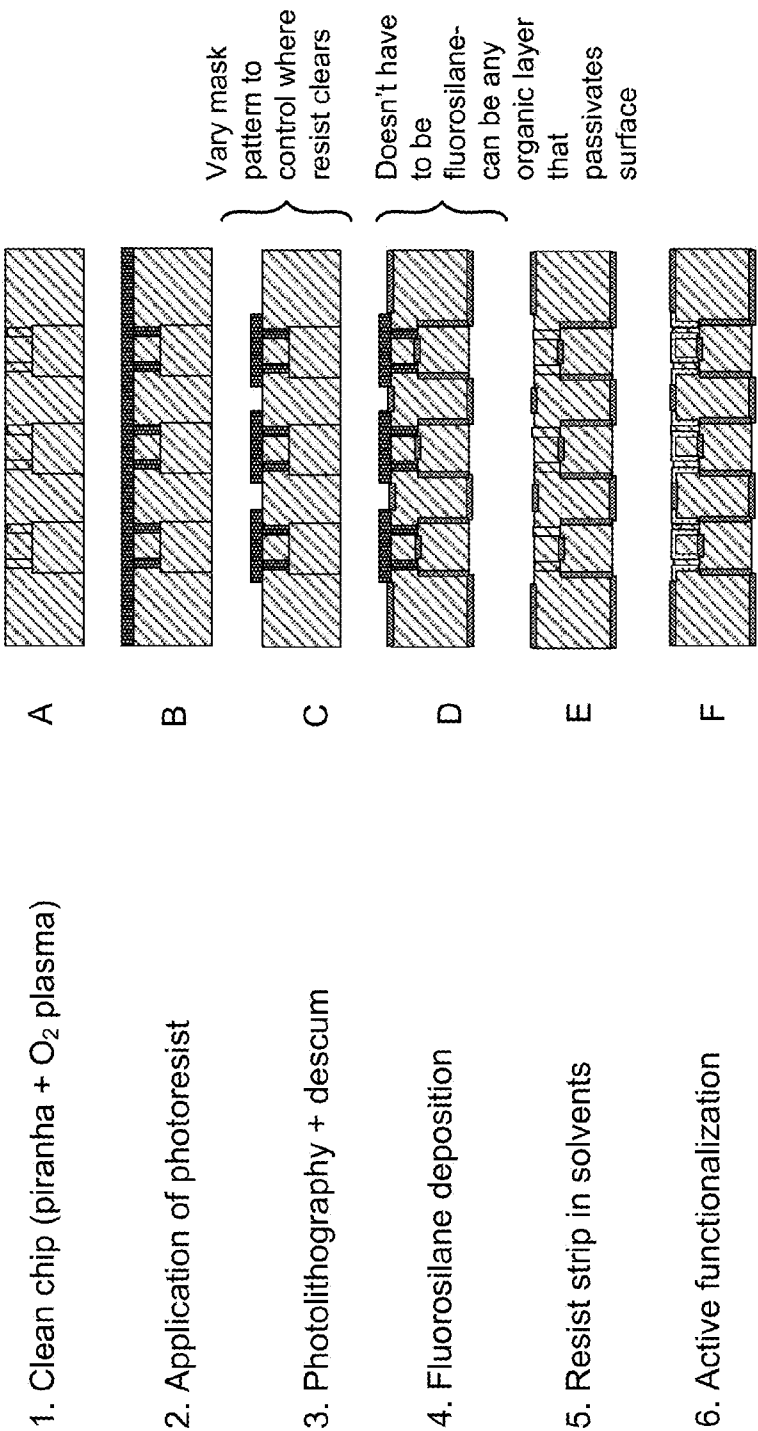 1. Clean chip (piranha + O₂ plasma)
A
2. Application of photoresist
B
3. Photolithography + descum
C
Vary mask
pattern to
control where
resist clears
4. Fluorosilane deposition
D
Doesn't have
to be
fluorosilane-
can be any
organic layer
that
passivates
surface
5. Resist strip in solvents
E
6. Active functionalization
F